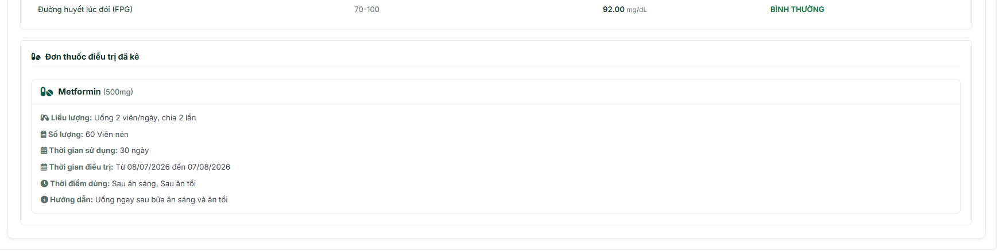 Đường huyết lúc đói (FPG) 70-100 92.00 mg/dL BÌNH THƯỜNG
Đơn thuốc điều trị đã kê
Metformin (500mg)
Liều lượng: Uống 2 viên/ngày, chia 2 lần
Số lượng: 60 Viên nén
Thời gian sử dụng: 30 ngày
Thời gian điều trị: Từ 08/07/2026 đến 07/08/2026
Thời điểm dùng: Sau ăn sáng, Sau ăn tối
Hướng dẫn: Uống ngay sau bữa ăn sáng và ăn tối